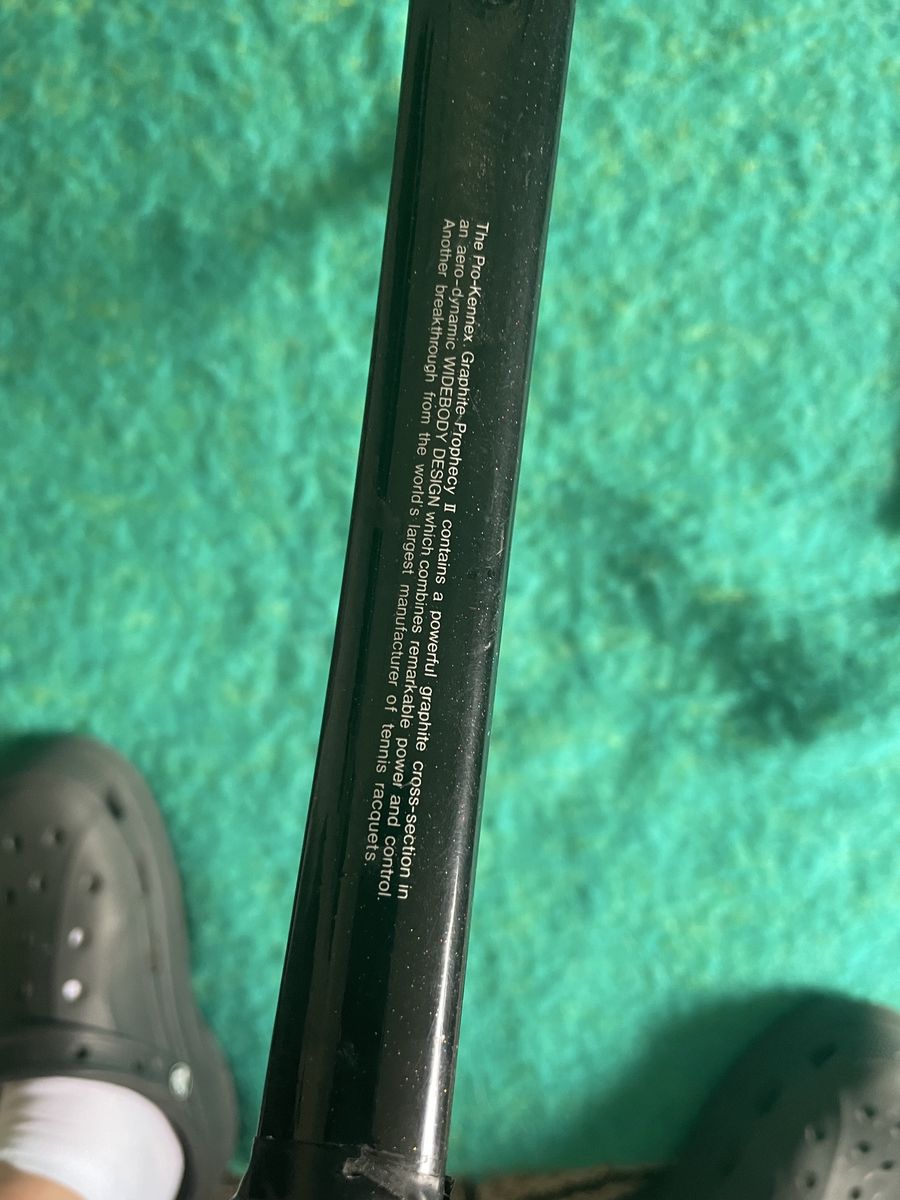 The Pro-Kennex. Graphite Prophecy II contains a powerful graphite cross-section in
an aero-dynamic WIDEBODY DESIGN which combines remarkable power and control.
Another breakthrough from the world's largest manufacturer of tennis racquets.